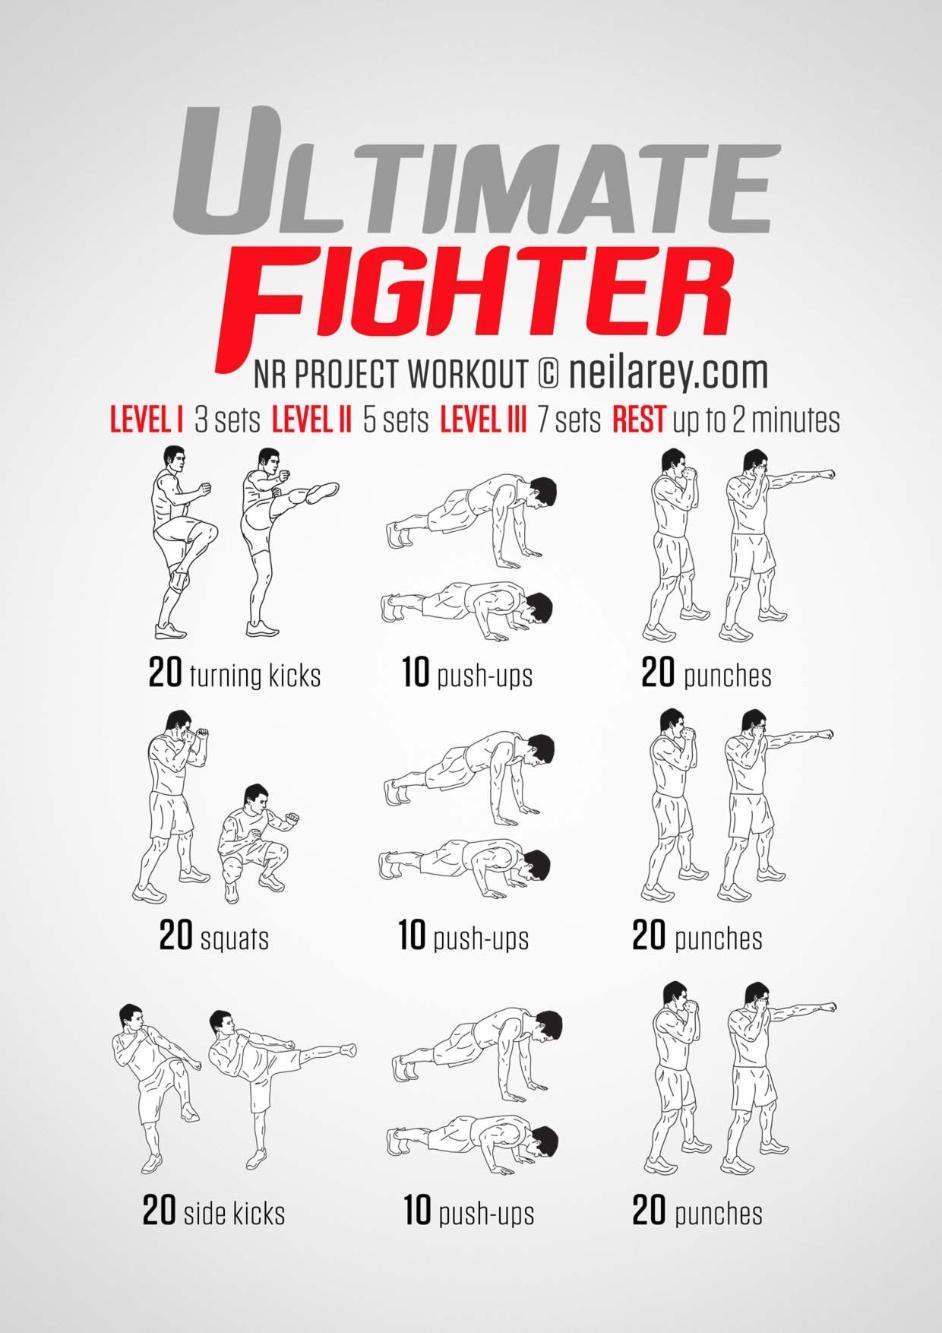 ULTIMATE
FIGHTER
NR PROJECT WORKOUT © neilarey.com
LEVEL I 3 sets LEVEL II 5 sets LEVEL III 7 sets REST up to 2 minutes
20 turning kicks
10 push-ups
20 punches
20 squats
10 push-ups
20 punches
20 side kicks
10 push-ups
20 punches